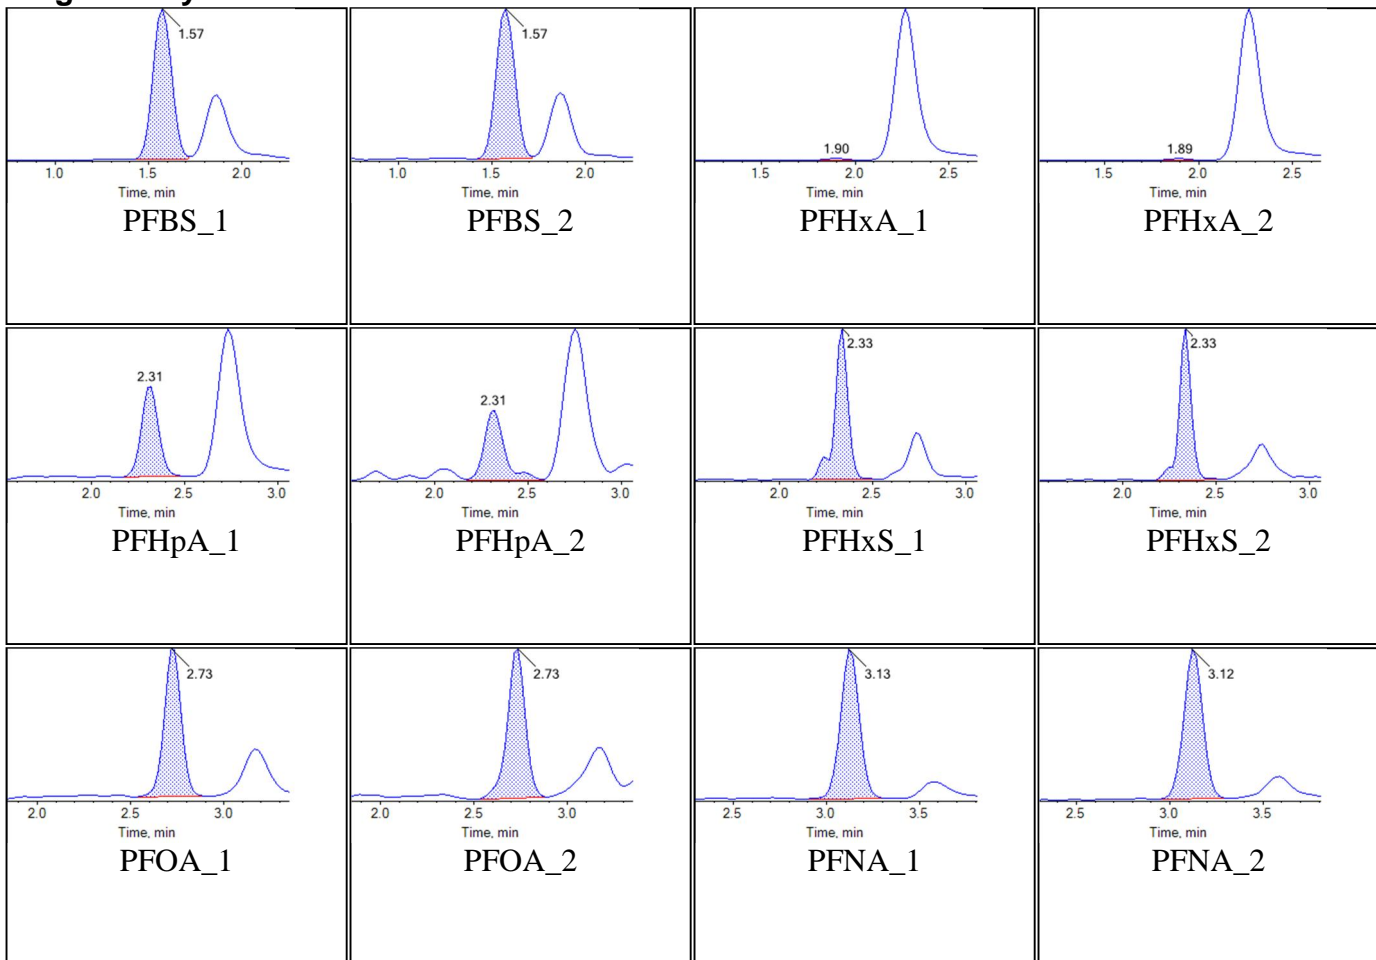 1.57
1.0 1.5 2.0
Time, min
PFBS_1
1.57
1.0 1.5 2.0
Time, min
PFBS_2
1.90
1.5 2.0 2.5
Time, min
PFHxA_1
1.89
1.5 2.0 2.5
Time, min
PFHxA_2
2.31
2.0 2.5 3.0
Time, min
PFHpA_1
2.31
2.0 2.5 3.0
Time, min
PFHpA_2
2.33
2.0 2.5 3.0
Time, min
PFHxS_1
2.33
2.0 2.5 3.0
Time, min
PFHxS_2
2.73
2.0 2.5 3.0
Time, min
PFOA_1
2.73
2.0 2.5 3.0
Time, min
PFOA_2
3.13
2.5 3.0 3.5
Time, min
PFNA_1
3.12
2.5 3.0 3.5
Time, min
PFNA_2